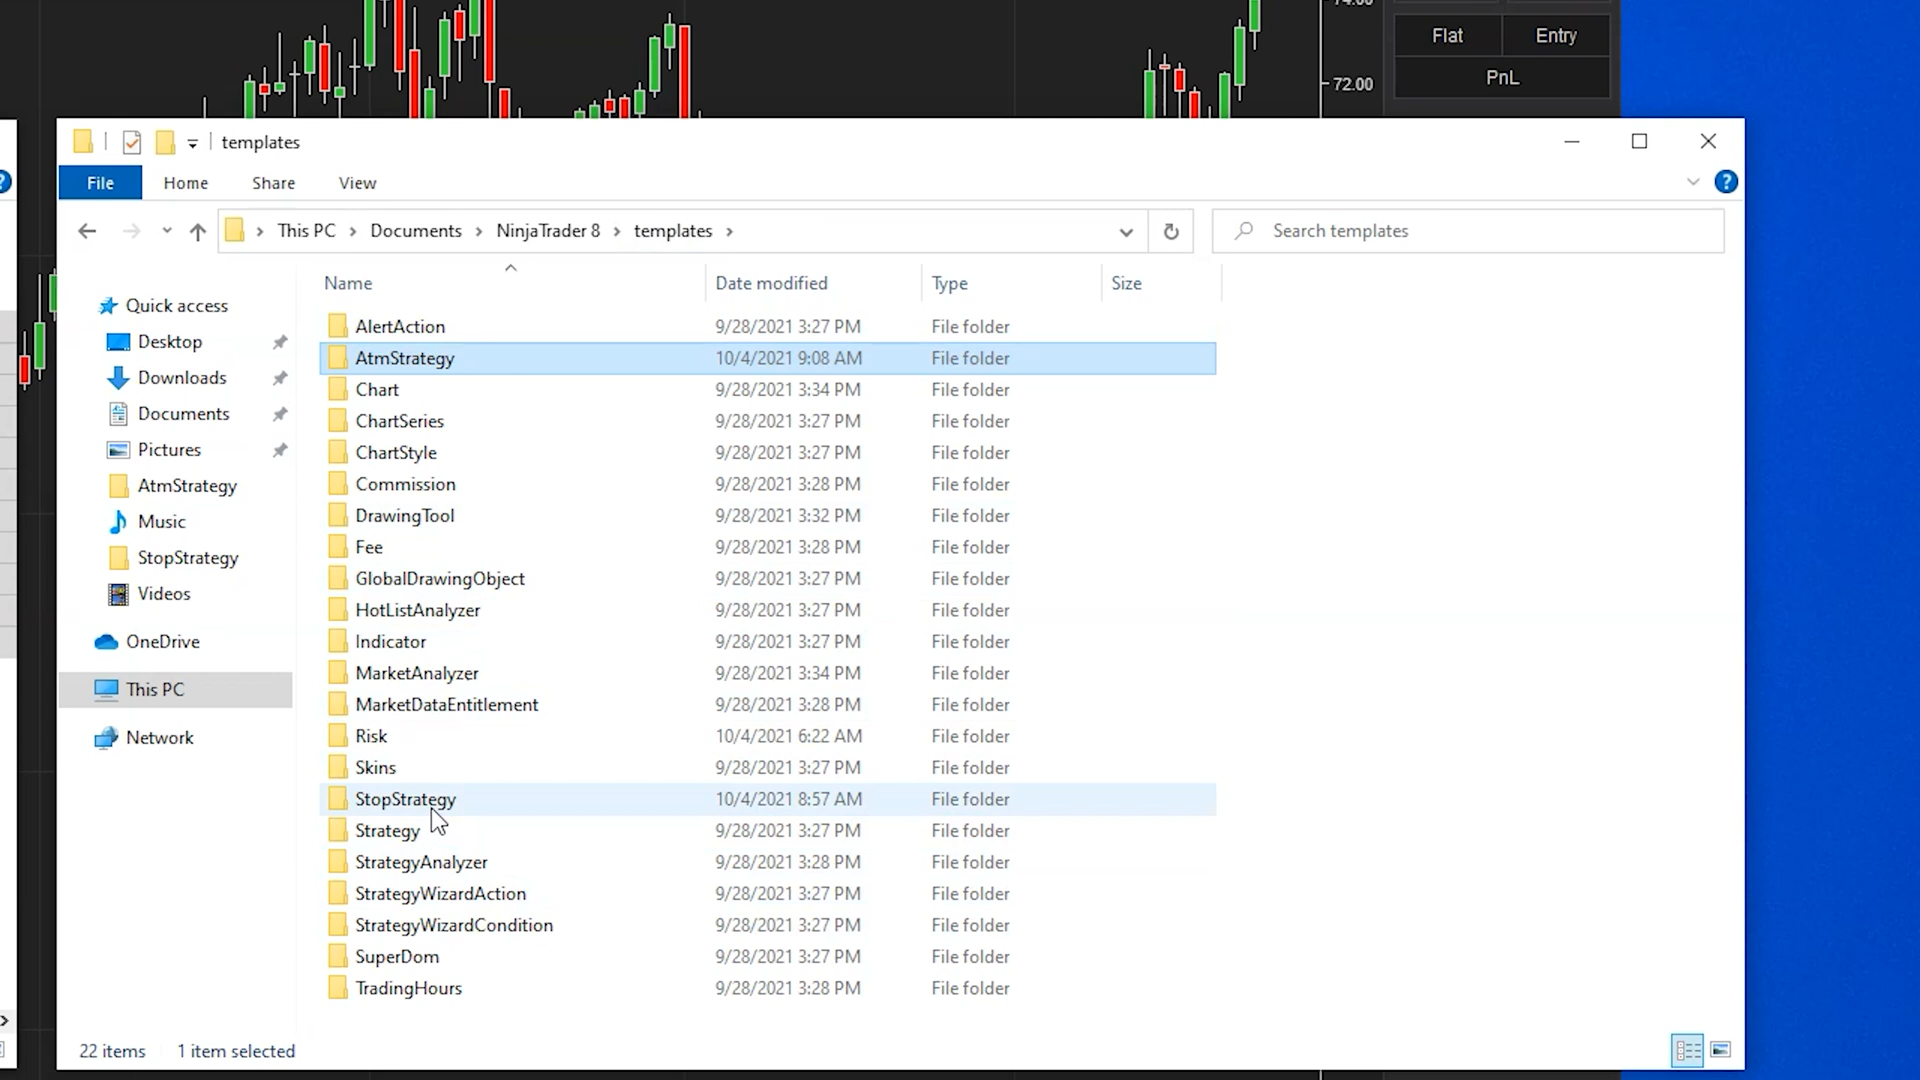 74.00
Flat Entry
72.00
PnL
templates
File Home Share View
This PC Documents NinjaTrader 8 templates
Search templates
Name Date modified Type Size
Quick access
Desktop
Downloads
Documents
Pictures
AtmStrategy
Music
StopStrategy
Videos
OneDrive
This PC
Network
AlertAction 9/28/2021 3:27 PM File folder
AtmStrategy 10/4/2021 9:08 AM File folder
Chart 9/28/2021 3:34 PM File folder
ChartSeries 9/28/2021 3:27 PM File folder
ChartStyle 9/28/2021 3:27 PM File folder
Commission 9/28/2021 3:28 PM File folder
DrawingTool 9/28/2021 3:32 PM File folder
Fee 9/28/2021 3:28 PM File folder
GlobalDrawingObject 9/28/2021 3:27 PM File folder
HotListAnalyzer 9/28/2021 3:27 PM File folder
Indicator 9/28/2021 3:27 PM File folder
MarketAnalyzer 9/28/2021 3:34 PM File folder
MarketDataEntitlement 9/28/2021 3:28 PM File folder
Risk 10/4/2021 6:22 AM File folder
Skins 9/28/2021 3:27 PM File folder
StopStrategy 10/4/2021 8:57 AM File folder
Strategy 9/28/2021 3:27 PM File folder
StrategyAnalyzer 9/28/2021 3:28 PM File folder
StrategyWizardAction 9/28/2021 3:27 PM File folder
StrategyWizardCondition 9/28/2021 3:27 PM File folder
SuperDom 9/28/2021 3:27 PM File folder
TradingHours 9/28/2021 3:28 PM File folder
22 items 1 item selected